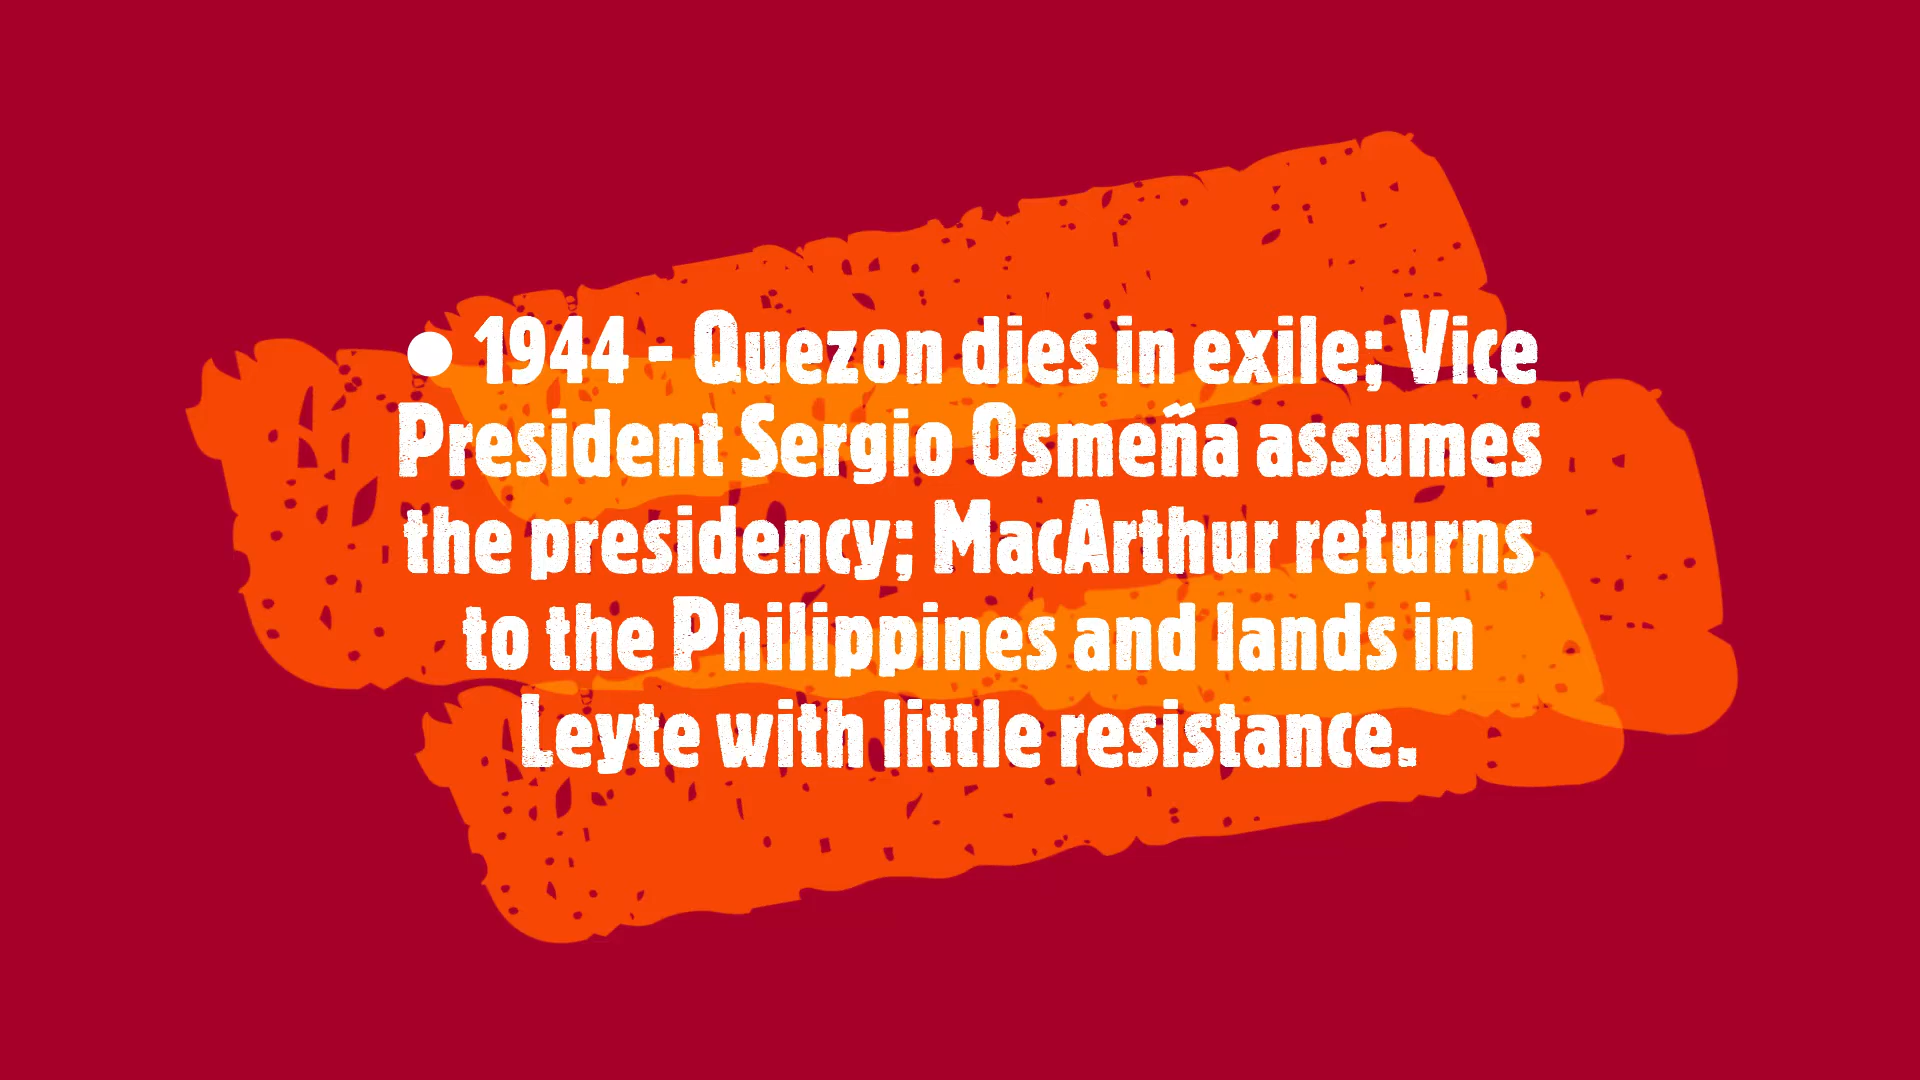 ● 1944 - Quezon dies in exile; Vice
President Sergio Osmeña assumes
the presidency; MacArthur returns
to the Philippines and lands in
Leyte with little resistance.